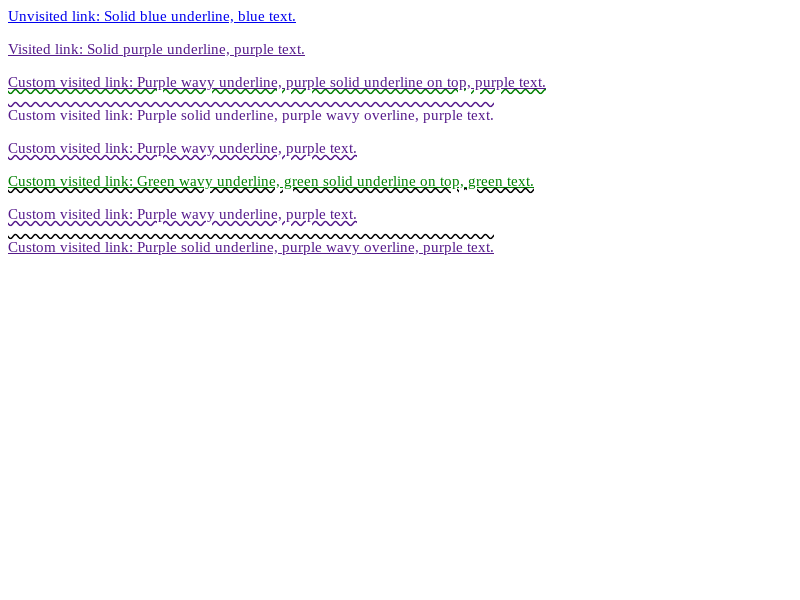 Unvisited link: Solid blue underline, blue text.
Visited link: Solid purple underline, purple text.
Custom visited link: Purple wavy underline, purple solid underline on top, purple text.
Custom visited link: Purple solid underline, purple wavy overline, purple text.
Custom visited link: Purple wavy underline, purple text.
Custom visited link: Green wavy underline, green solid underline on top, green text.
Custom visited link: Purple wavy underline, purple text.
Custom visited link: Purple solid underline, purple wavy overline, purple text.